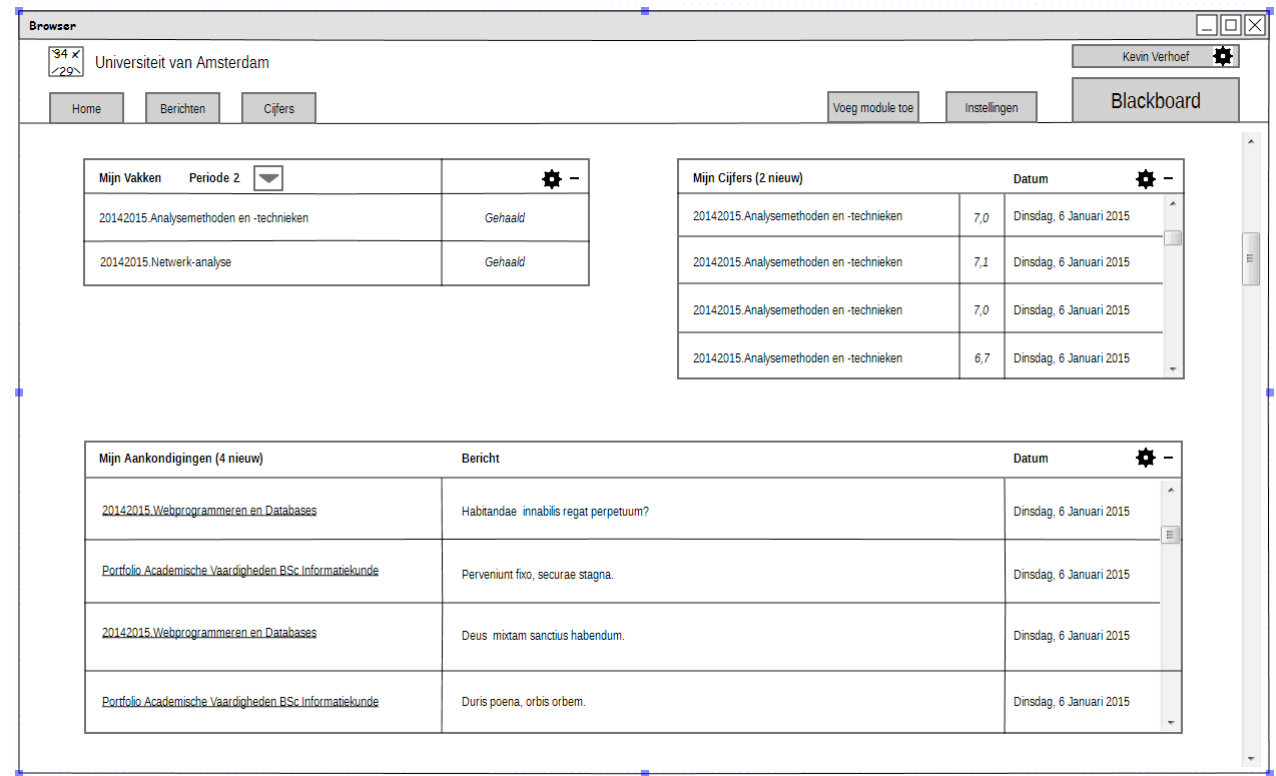 Browser
34 x
29
Universiteit van Amsterdam
Kevin Verhoef
Home Berichten Cijfers Voeg module toe Instellingen Blackboard
Mijn Vakken Periode 2
20142015.Analysemethoden en -technieken Gehaald
20142015.Netwerk-analyse Gehaald
Mijn Cijfers (2 nieuw) Datum
20142015.Analysemethoden en -technieken 7,0 Dinsdag, 6 Januari 2015
20142015.Analysemethoden en -technieken 7,1 Dinsdag, 6 Januari 2015
20142015.Analysemethoden en -technieken 7,0 Dinsdag, 6 Januari 2015
20142015.Analysemethoden en -technieken 6,7 Dinsdag, 6 Januari 2015
Mijn Aankondigingen (4 nieuw) Bericht Datum
20142015.Webprogrammeren en Databases Habitandae innabilis regat perpetuum? Dinsdag, 6 Januari 2015
Portfolio Academische Vaardigheden BSc Informatiekunde Perveniunt fixo, securae stagna. Dinsdag, 6 Januari 2015
20142015.Webprogrammeren en Databases Deus mixtam sanctius habendum. Dinsdag, 6 Januari 2015
Portfolio Academische Vaardigheden BSc Informatiekunde Duris poena, orbis orbem. Dinsdag, 6 Januari 2015